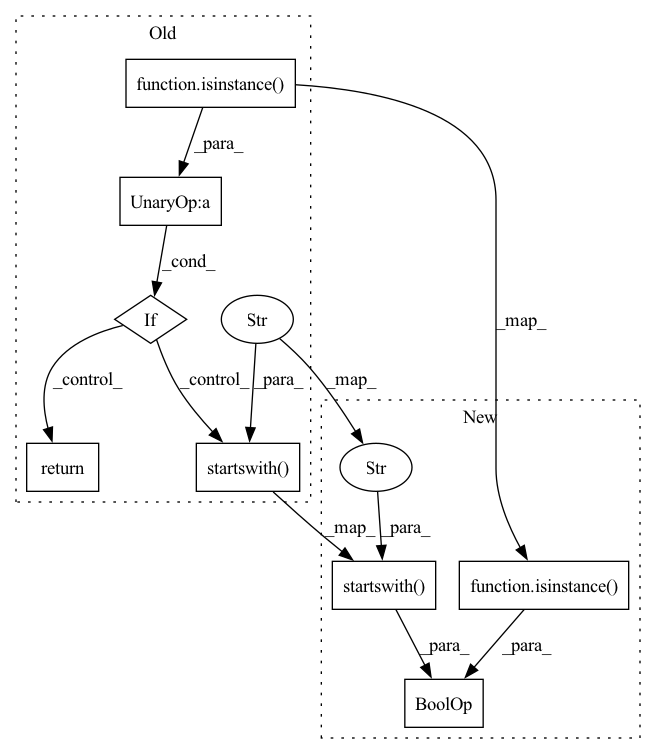 Old
function.isinstance()
_para_
UnaryOp:a
_cond_
If
Str
_map_
_control_
_control_
_para_
_map_
New
return
startswith()
Str
_map_
_para_
startswith()
function.isinstance()
_para_
_para_
BoolOp